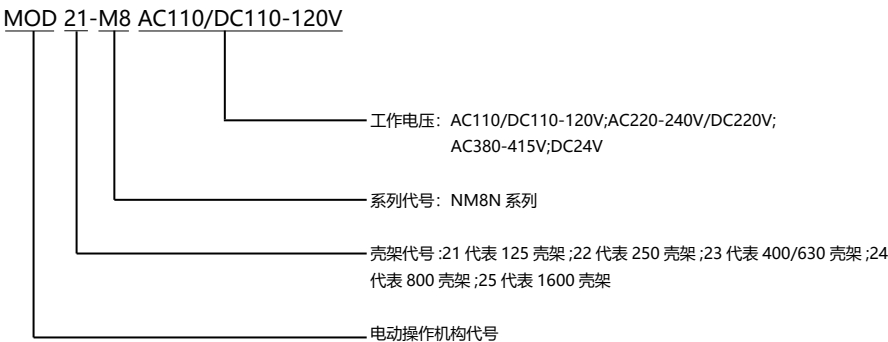 MOD 21-M8 AC110/DC110-120V
工作电压：AC110/DC110-120V;AC220-240V/DC220V;
AC380-415V;DC24V
系列代号：NM8N 系列
壳架代号 :21 代表 125 壳架 ;22 代表 250 壳架 ;23 代表 400/630 壳架 ;24
代表 800 壳架 ;25 代表 1600 壳架
电动操作机构代号